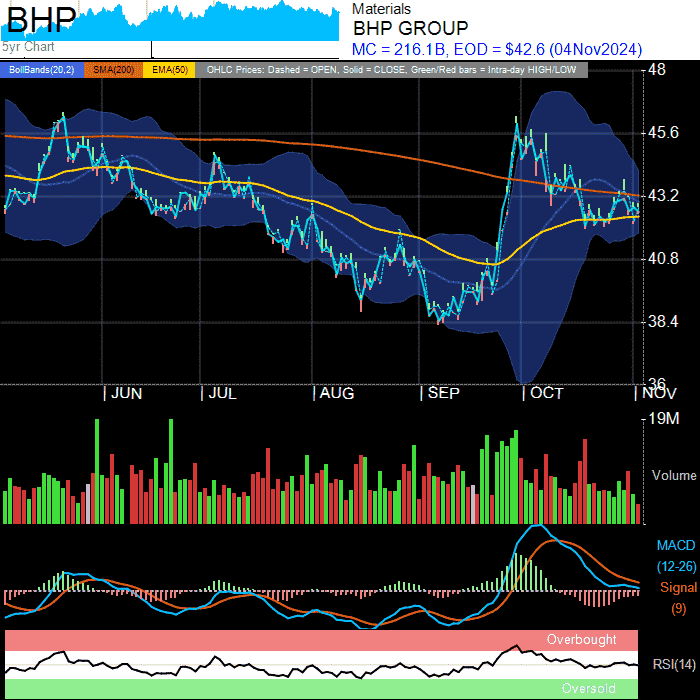 BHP
5yr Chart
Materials
BHP GROUP
MC = 216.1B, EOD = $42.6 (04Nov2024)
BollBands(20,2) SMA(200) EMA(50) OHLC Prices: Dashed = OPEN, Solid = CLOSE, Green/Red bars = Intra-day HIGH/LOW
48
45.6
43.2
40.8
38.4
36
JUN JUL AUG SEP OCT NOV
19M
Volume
MACD
(12-26)
Signal
(9)
Overbought
RSI(14)
Oversold